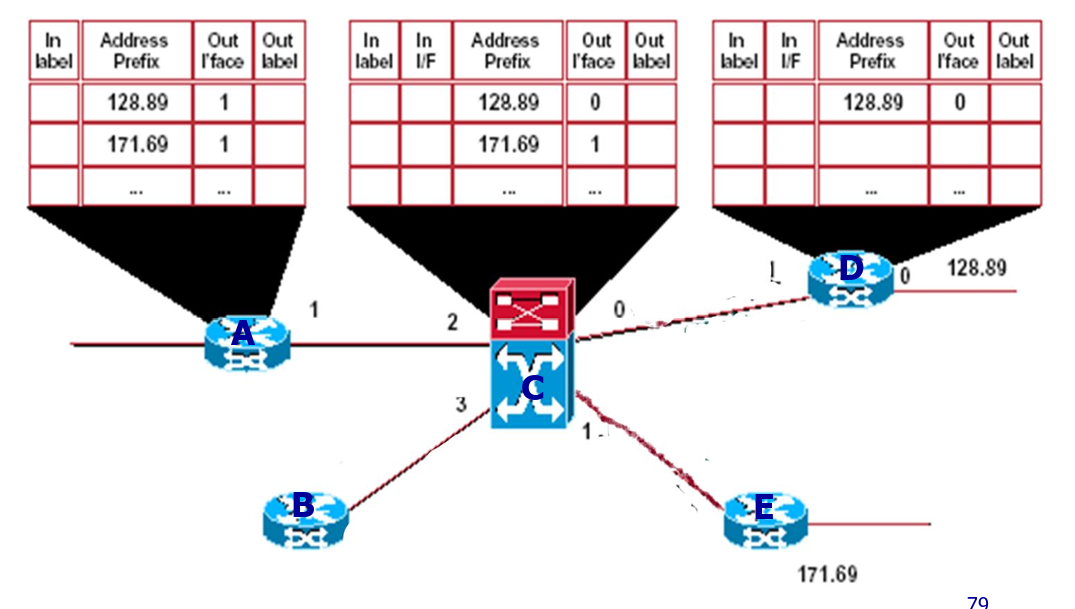 In label Address Prefix Out I'face Out label
128.89 1
171.69 1
... ...
In label In I/F Address Prefix Out I'face Out label
128.89 0
171.69 1
... ...
In label In I/F Address Prefix Out I'face Out label
128.89 0
... ...
A 1
2 C 0
1 D 0 128.89
3 1
B
E
171.69
79